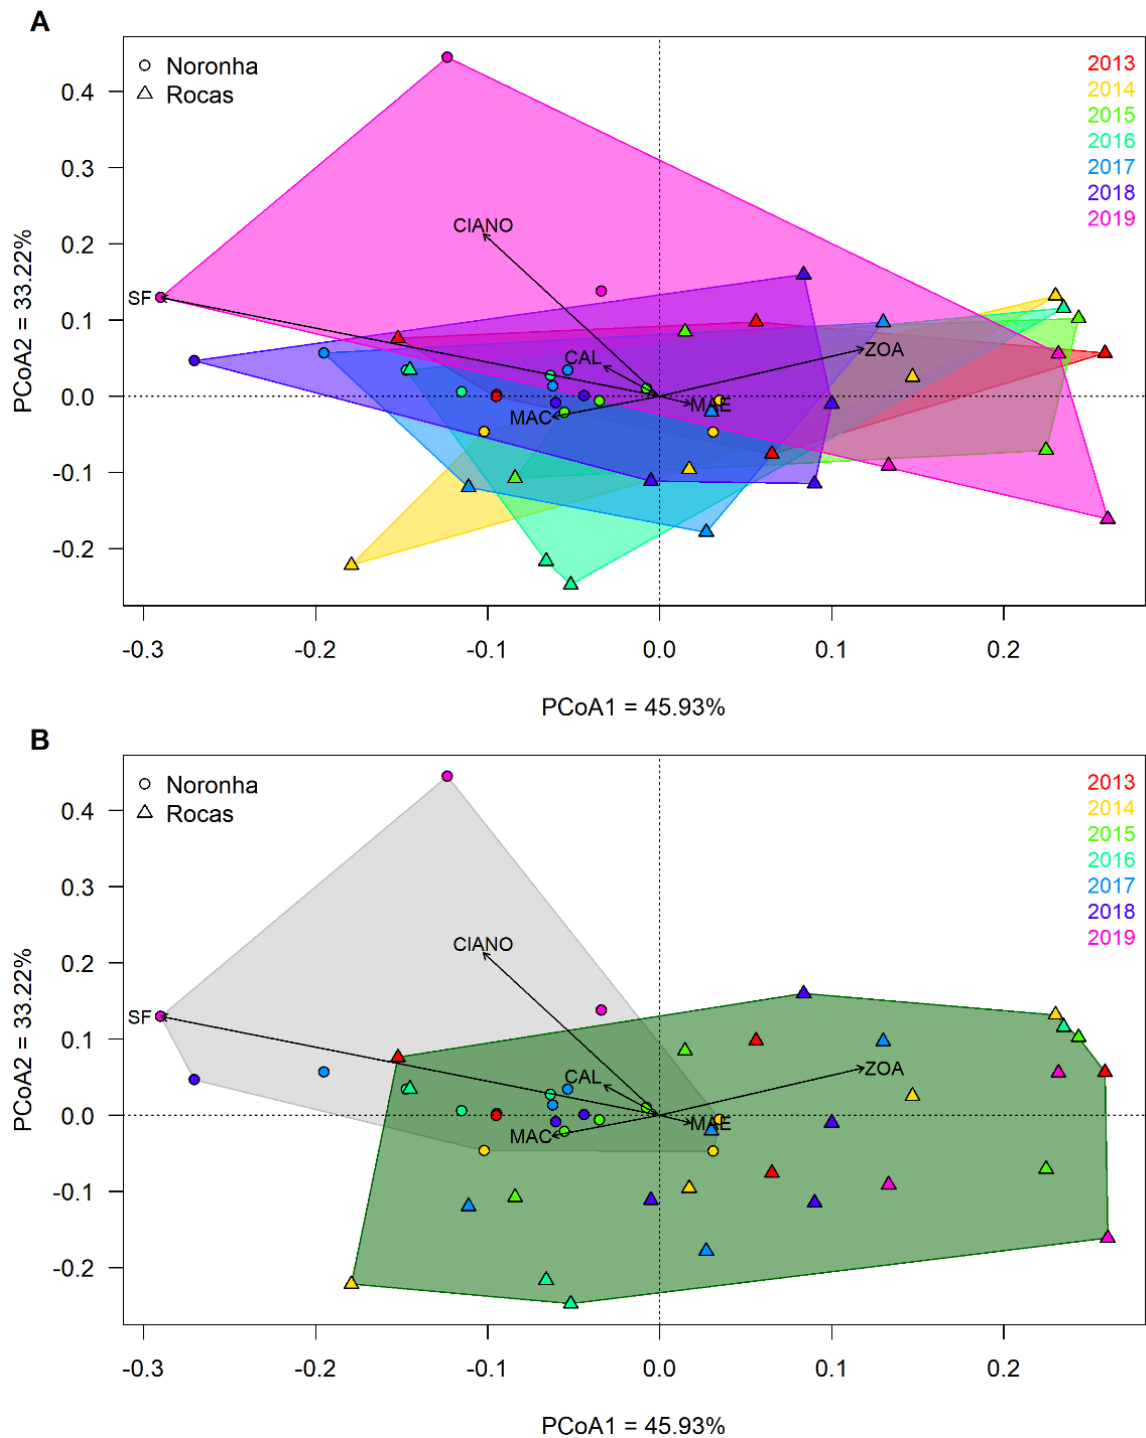 A
Noronha
Rocas
2013
2014
2015
2016
2017
2018
2019
0.4
0.3
0.2
0.1
0.0
-0.1
-0.2
PCoA2 = 33.22%
CIANO
SF
CAL
ZOA
MAC
MAE
-0.3 -0.2 -0.1 0.0 0.1 0.2
PCoA1 = 45.93%
B
Noronha
Rocas
2013
2014
2015
2016
2017
2018
2019
0.4
0.3
0.2
0.1
0.0
-0.1
-0.2
PCoA2 = 33.22%
CIANO
SF
CAL
ZOA
MAC
MAE
-0.3 -0.2 -0.1 0.0 0.1 0.2
PCoA1 = 45.93%